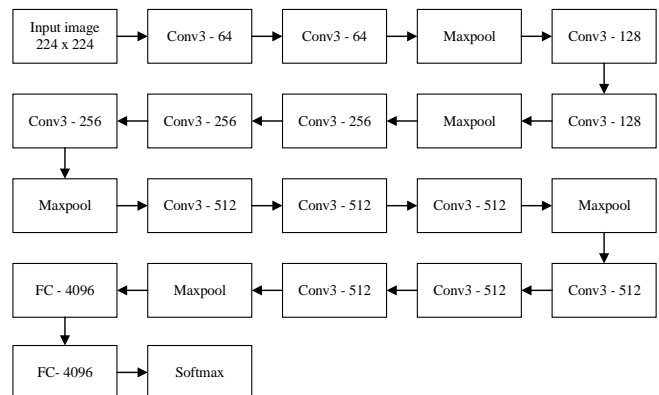 Input image
224 x 224
Conv3 - 64
Conv3 - 64
Maxpool
Conv3 - 128
Conv3 - 128
Maxpool
Conv3 - 256
Conv3 - 256
Conv3 - 256
Maxpool
Conv3 - 512
Conv3 - 512
Conv3 - 512
Maxpool
Conv3 - 512
Conv3 - 512
Conv3 - 512
Maxpool
FC - 4096
FC- 4096
Softmax